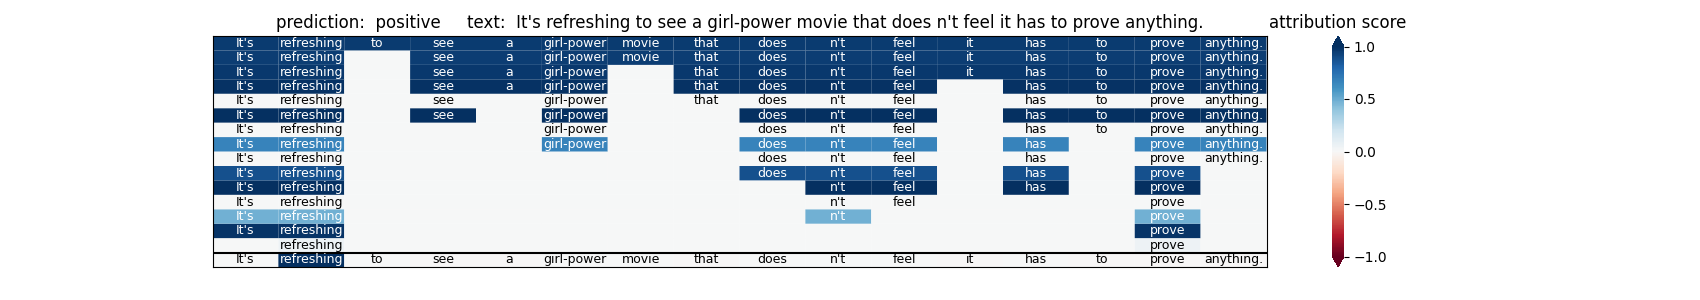 prediction: positive text: It's refreshing to see a girl-power movie that does n't feel it has to prove anything. attribution score
It's refreshing to see a girl-power movie that does n't feel it has to prove anything. 1.0
It's refreshing see a girl-power movie that does n't feel it has to prove anything.
It's refreshing see a girl-power that does n't feel it has to prove anything.
It's refreshing see a girl-power that does n't feel has to prove anything.
It's refreshing see girl-power that does n't feel has to prove anything. 0.5
It's refreshing see girl-power does n't feel has to prove anything.
It's refreshing girl-power does n't feel has to prove anything.
It's refreshing girl-power does n't feel has prove anything.
It's refreshing does n't feel has prove anything. 0.0
It's refreshing does n't feel has prove
It's refreshing n't feel has prove
It's refreshing n't feel prove −0.5
It's refreshing n't prove
It's refreshing prove
refreshing prove
It's refreshing to see a girl-power movie that does n't feel it has to prove anything. −1.0